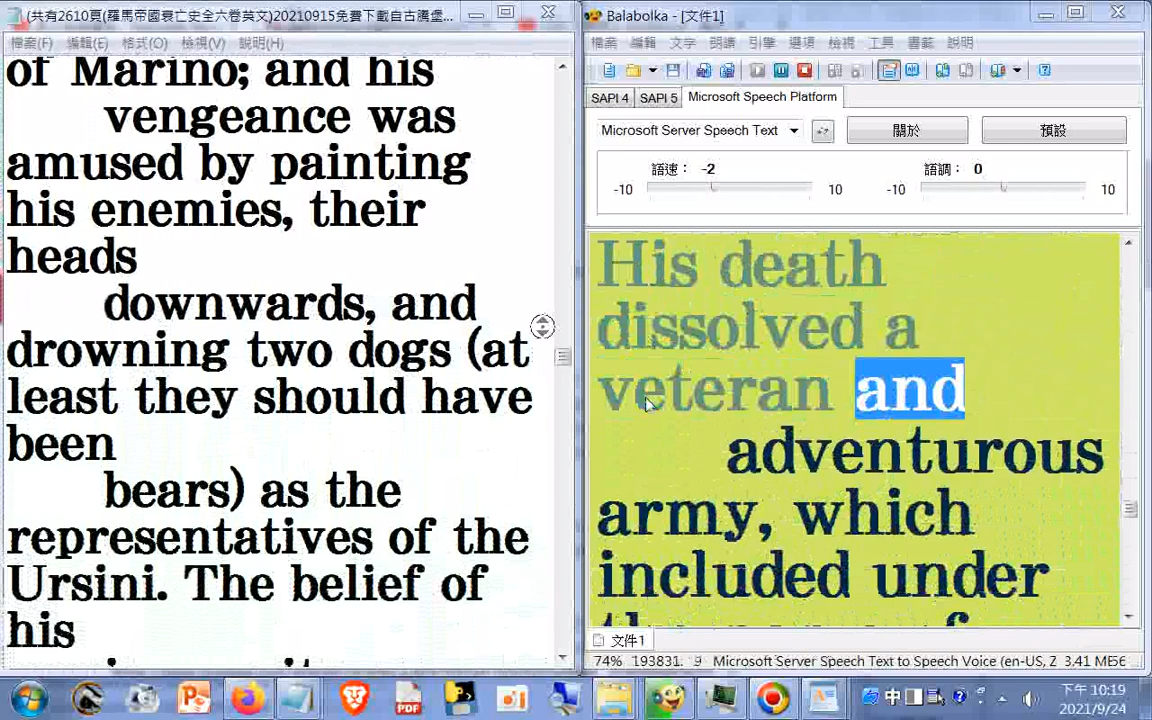 (共有2610頁(羅馬帝國衰亡史全六卷英文)20210915免費下載自古騰堡...
檔案(F) 編輯(E) 格式(O) 檢視(V) 說明(H)
of Marino; and his
vengeance was
amused by painting
his enemies, their
heads
downwards, and
drowning two dogs (at
least they should have
been
bears) as the
representatives of the
Ursini. The belief of
his
Balabolka - [文件1]
檔案 編輯 文字 朗讀 引擎 選項 檢視 工具 書籤 說明
SAPI 4 SAPI 5 Microsoft Speech Platform
Microsoft Server Speech Text 關於 預設
語速： -2 語調： 0
-10 10 -10 10
His death
dissolved a
veteran and
adventurous
army, which
included under
文件1
74% 193831. 9 Microsoft Server Speech Text to Speech Voice (en-US, Z 3.41 ME56
中
下午 10:19
2021/9/24